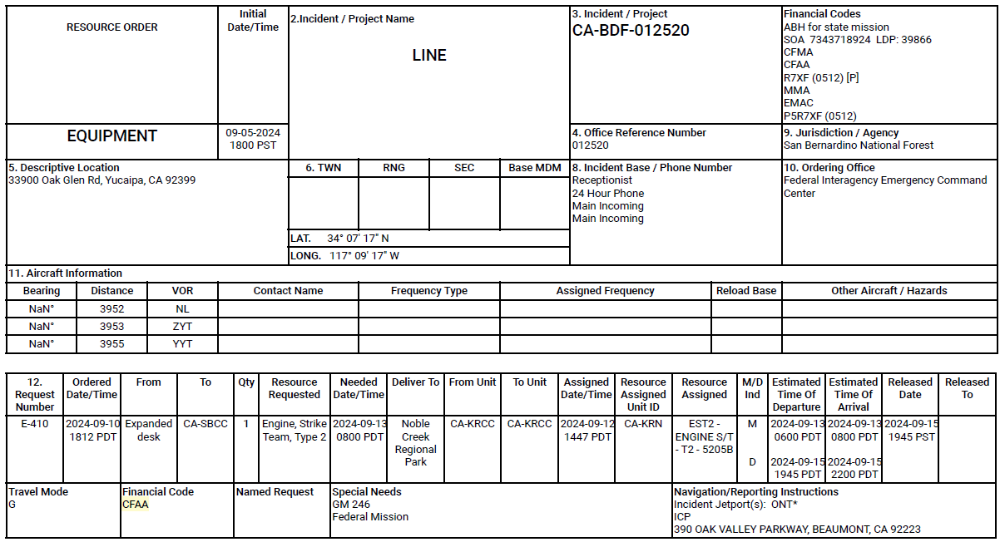 RESOURCE ORDER
Initial
Date/Time
2.Incident / Project Name
LINE
3. Incident / Project
CA-BDF-012520
Financial Codes
ABH for state mission
SOA 7343718924 LDP: 39866
CFMA
CFAA
R7XF (0512) [P]
MMA
EMAC
P5R7XF (0512)
EQUIPMENT
09-05-2024
1800 PST
4. Office Reference Number
012520
9. Jurisdiction / Agency
San Bernardino National Forest
5. Descriptive Location
33900 Oak Glen Rd, Yucaipa, CA 92399
6. TWN RNG SEC Base MDM
LAT. 34° 07' 17" N
LONG. 117° 09' 17" W
8. Incident Base / Phone Number
Receptionist
24 Hour Phone
Main Incoming
Main Incoming
10. Ordering Office
Federal Interagency Emergency Command
Center
11. Aircraft Information
Bearing Distance VOR Contact Name Frequency Type Assigned Frequency Reload Base Other Aircraft / Hazards
NaN° 3952 NL
NaN° 3953 ZYT
NaN° 3955 YYT
12.
Request
Number
Ordered
Date/Time
From
To
Qty
Resource
Requested
Needed
Date/Time
Deliver To
From Unit
To Unit
Assigned
Date/Time
Resource
Assigned
Unit ID
Resource
Assigned
M/D
Ind
Estimated
Time Of
Departure
Estimated
Time Of
Arrival
Released
Date
Released
To
E-410
2024-09-10
1812 PDT
Expanded
desk
CA-SBCC
1
Engine, Strike
Team, Type 2
2024-09-13
0800 PDT
Noble
Creek
Regional
Park
CA-KRCC
CA-KRCC
2024-09-12
1447 PDT
CA-KRN
EST2 -
ENGINE S/T
- T2 - 5205B
M
D
2024-09-13
0600 PDT
2024-09-15
1945 PDT
2024-09-13
0800 PDT
2024-09-15
2200 PDT
2024-09-15
1945 PST
Travel Mode
G
Financial Code
CFAA
Named Request
Special Needs
GM 246
Federal Mission
Navigation/Reporting Instructions
Incident Jetport(s): ONT*
ICP
390 OAK VALLEY PARKWAY, BEAUMONT, CA 92223